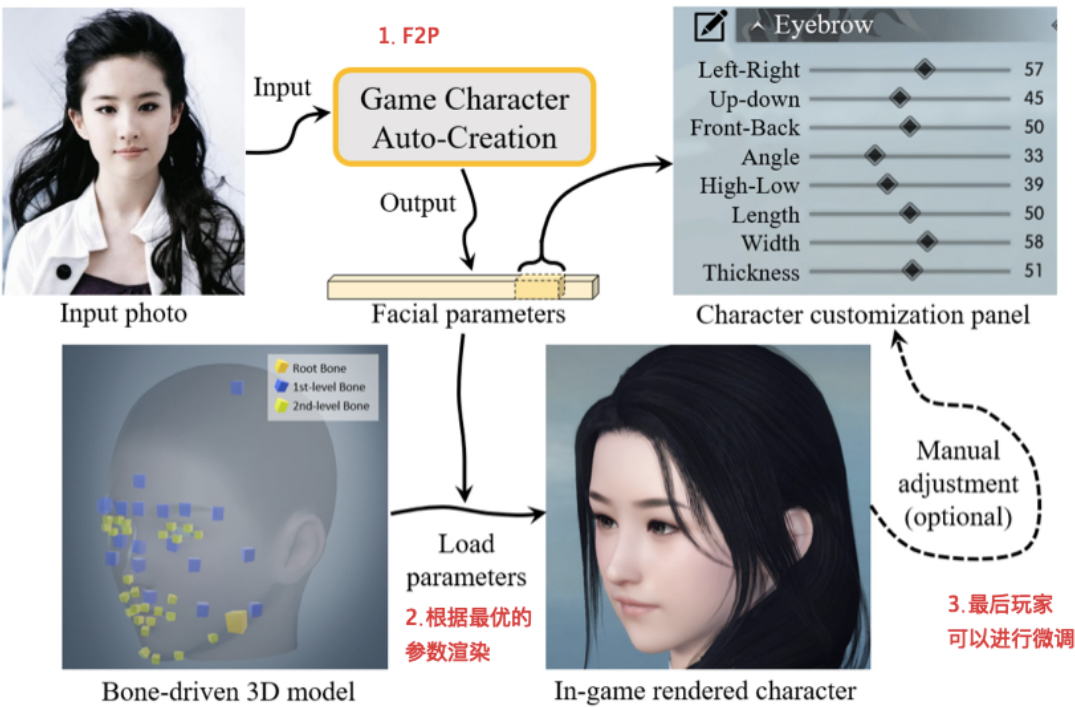 1. F2P
Input
Game Character
Auto-Creation
Output
Input photo
Facial parameters
Eyebrow
Left-Right 57
Up-down 45
Front-Back 50
Angle 33
High-Low 39
Length 50
Width 58
Thickness 51
Character customization panel
Root Bone
1st-level Bone
2nd-level Bone
Load
parameters
2.根据最优的
参数渲染
Manual
adjustment
(optional)
3.最后玩家
可以进行微调
Bone-driven 3D model
In-game rendered character